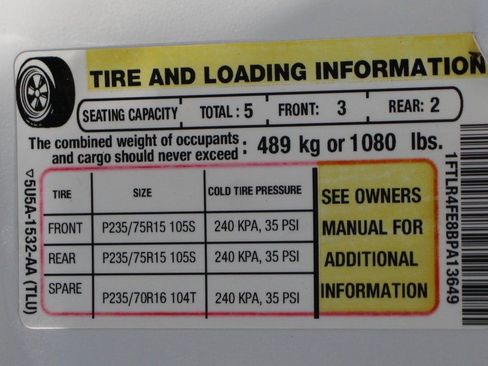 TIRE AND LOADING INFORMATION
SEATING CAPACITY TOTAL : 5 FRONT: 3 REAR: 2
The combined weight of occupants
and cargo should never exceed : 489 kg or 1080 lbs.
TIRE SIZE COLD TIRE PRESSURE
FRONT P235/75R15 105S 240 KPA, 35 PSI
REAR P235/75R15 105S 240 KPA, 35 PSI
SPARE P235/70R16 104T 240 KPA, 35 PSI
SEE OWNERS
MANUAL FOR
ADDITIONAL
INFORMATION
5U5A-1532-AA (TLU)
1FTLR4FE8BPA13649